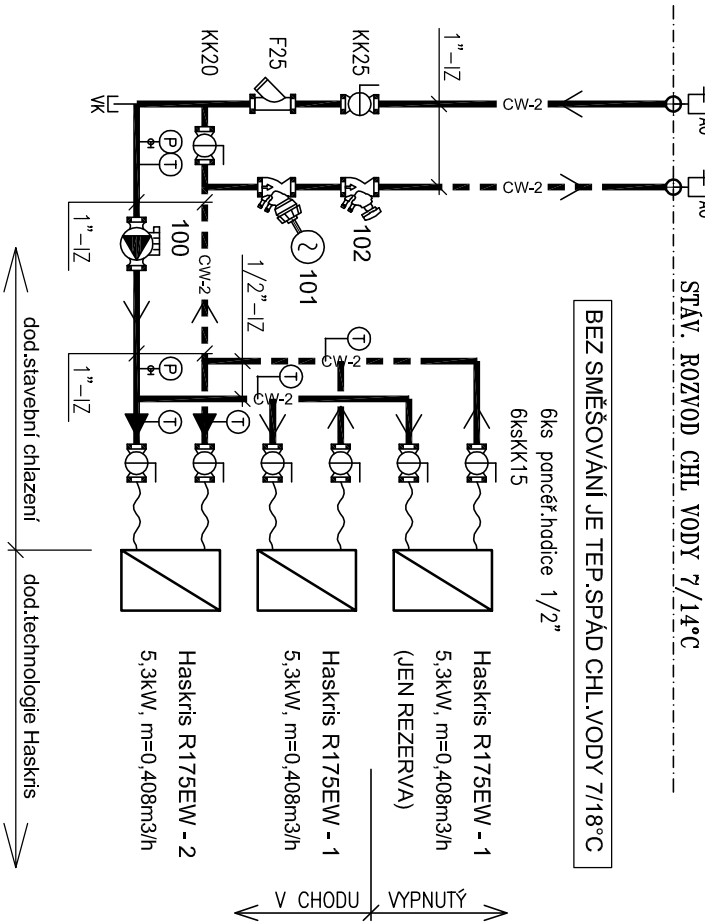 STÁV. ROZVOD CHL VODY 7/14°C
BEZ SMĚŠOVÁNÍ JE TEP.SPÁD CHL.VODY 7/18°C
6ks pancéř.hadice 1/2"
6ksKK15
1"-IZ
KK25
F25
KK20
CW-2
CW-2
VK
P
T
1"-IZ
100
101
102
CW-2
1/2"-IZ
1"-IZ
P
T
CW-2
T
CW-2
T
T
Haskris R175EW - 1
5,3kW, m=0,408m3/h
(JEN REZERVA)
Haskris R175EW - 1
5,3kW, m=0,408m3/h
Haskris R175EW - 2
5,3kW, m=0,408m3/h
V CHODU
VYPNUTÝ
dod.stavební chlazení
dod.technologie Haskris